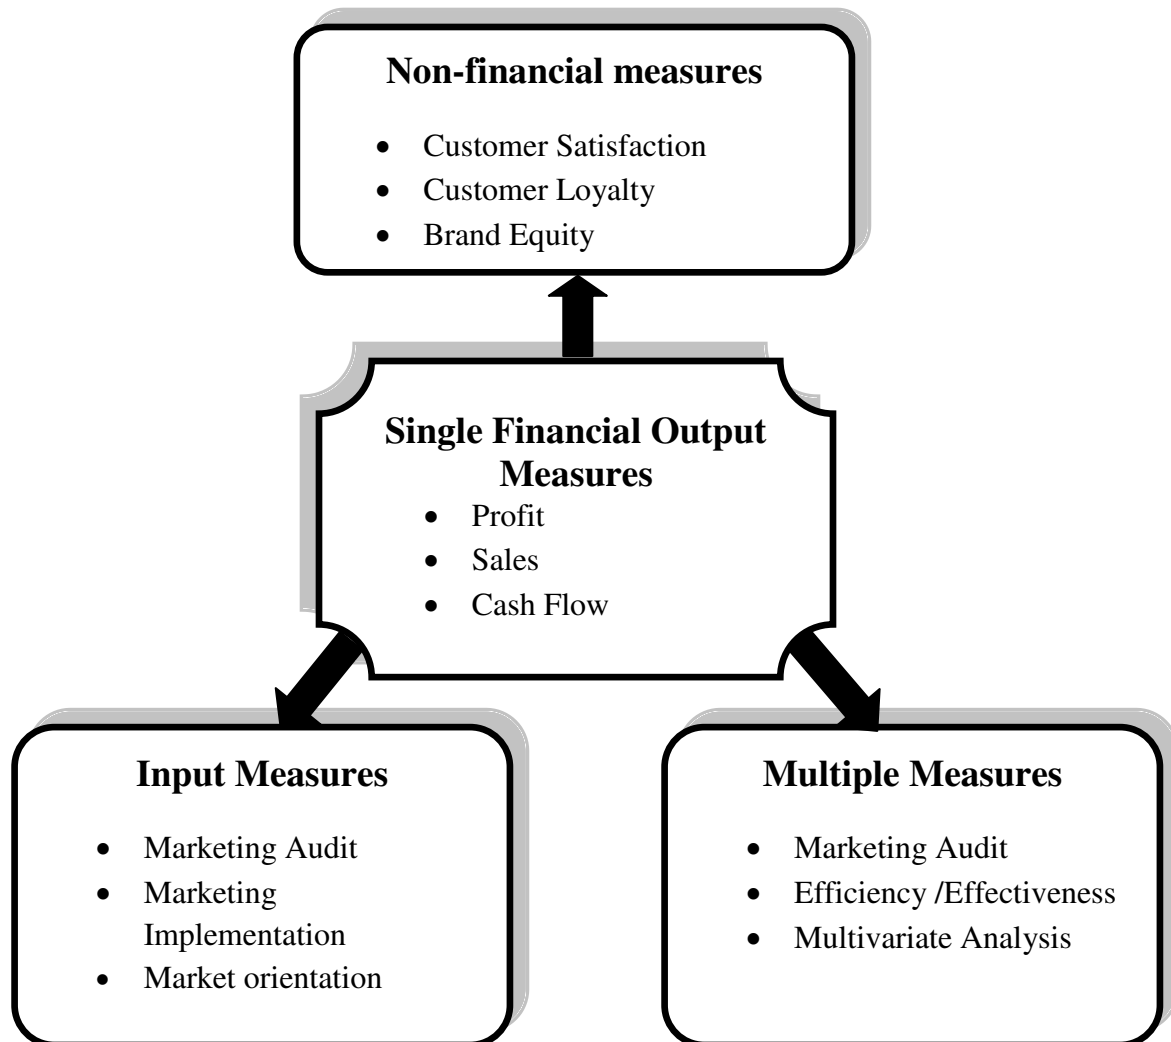 Non-financial measures
• Customer Satisfaction
• Customer Loyalty
• Brand Equity
Single Financial Output
Measures
• Profit
• Sales
• Cash Flow
Input Measures
• Marketing Audit
• Marketing
Implementation
• Market orientation
Multiple Measures
• Marketing Audit
• Efficiency /Effectiveness
• Multivariate Analysis